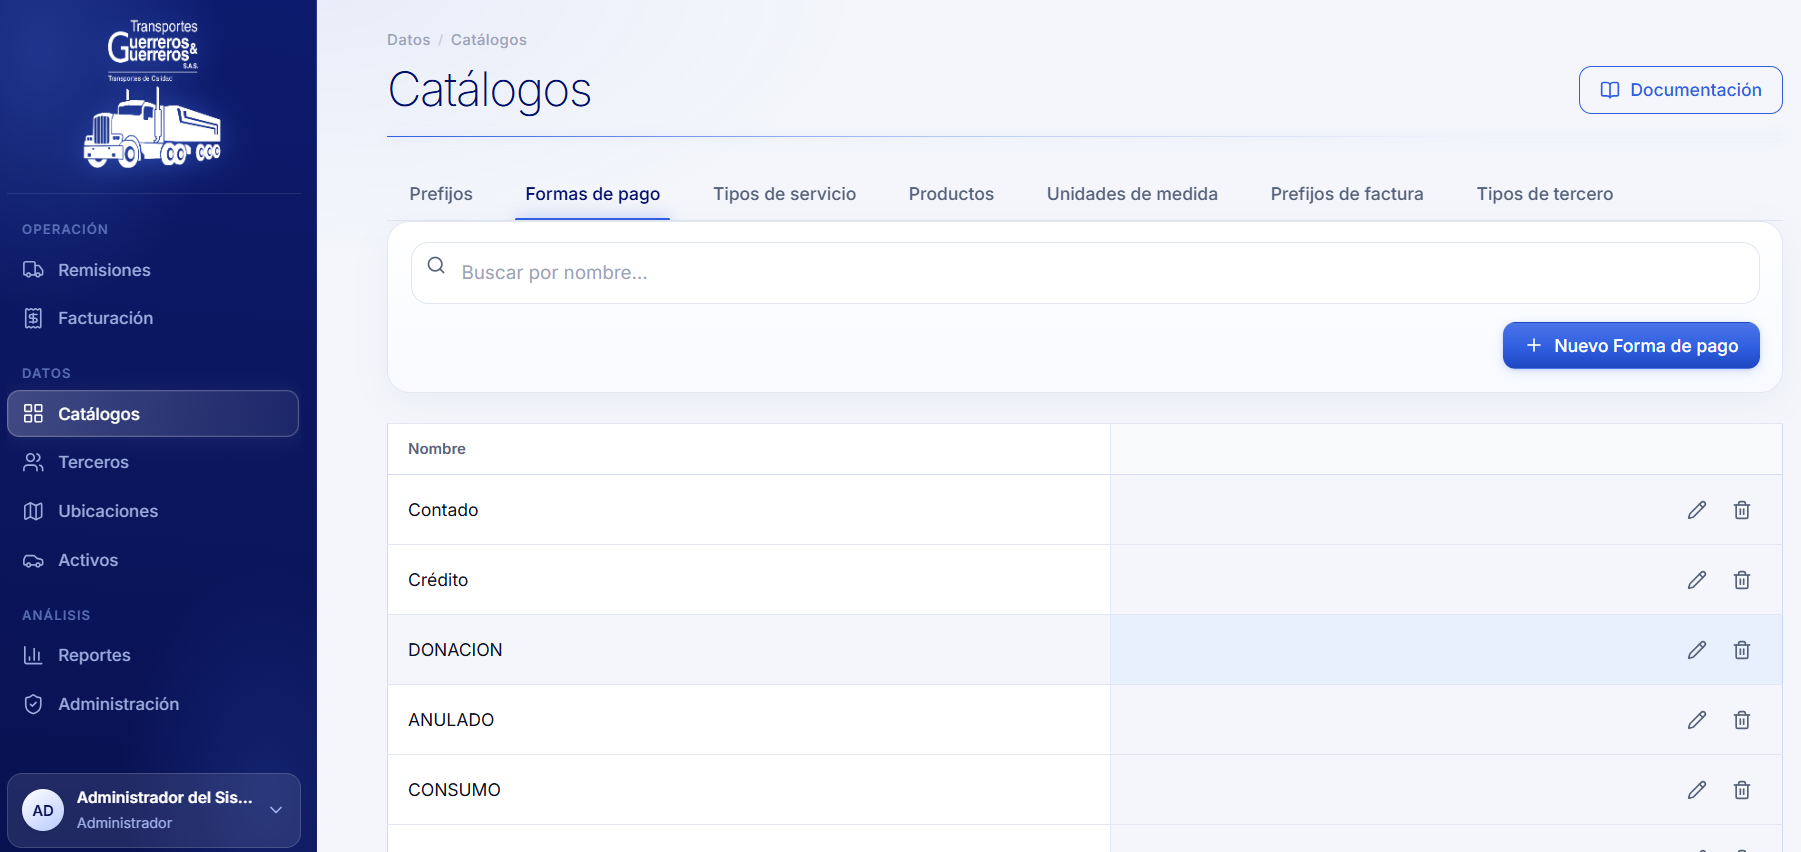 Transportes
Guerreros &
Guerreros
S.A.S.
Transportes de Calidad
OPERACIÓN
Remisiones
Facturación
DATOS
Catálogos
Terceros
Ubicaciones
Activos
ANÁLISIS
Reportes
Administración
AD
Administrador del Sis...
Administrador
Datos / Catálogos
Catálogos
Documentación
Prefijos
Formas de pago
Tipos de servicio
Productos
Unidades de medida
Prefijos de factura
Tipos de tercero
Buscar por nombre...
+ Nuevo Forma de pago
Nombre
Contado
Crédito
DONACION
ANULADO
CONSUMO